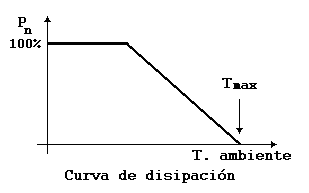 Pn
100%
Tmax
T. ambiente
Curva de disipación